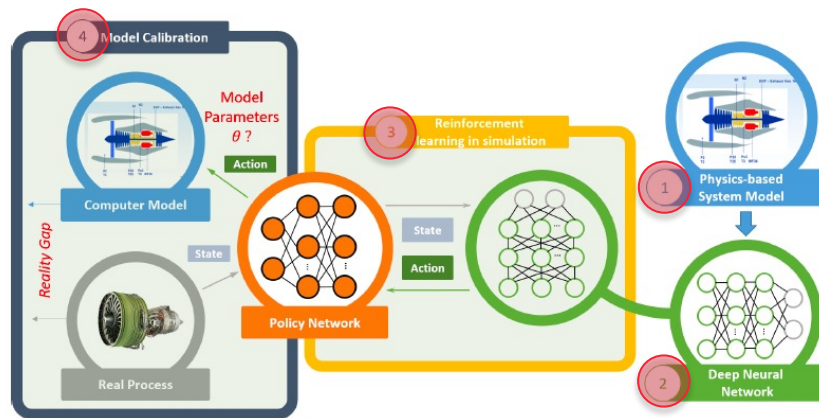 4
Model Calibration
Model
Parameters
θ ?
Action
Computer Model
Reality Gap
State
Real Process
Policy Network
3
Reinforcement
learning in simulation
State
Action
1
Physics-based
System Model
2
Deep Neural
Network